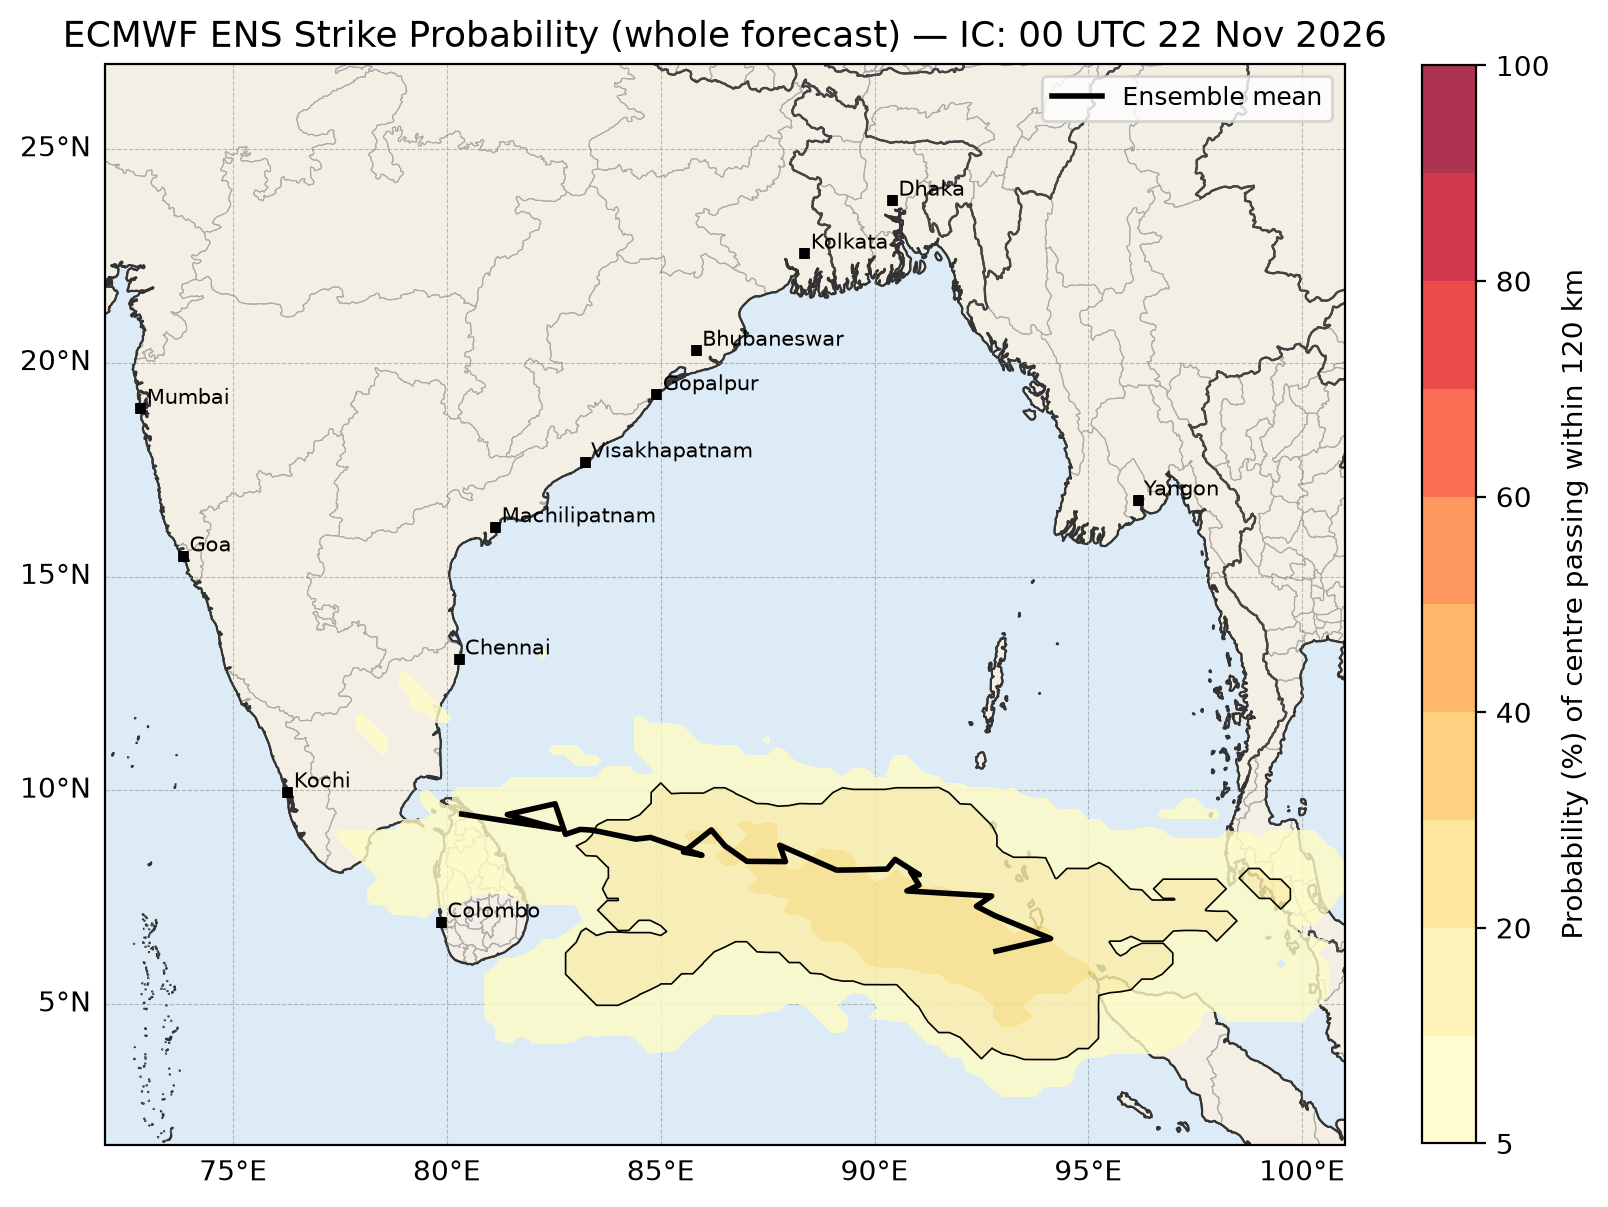 ECMWF ENS Strike Probability (whole forecast) — IC: 00 UTC 22 Nov 2026
Ensemble mean
25°N
20°N
15°N
10°N
5°N
Dhaka
Kolkata
Bhubaneswar
Gopalpur
Mumbai
Visakhapatnam
Yangon
Machilipatnam
Goa
Chennai
Kochi
Colombo
75°E
80°E
85°E
90°E
95°E
100°E
100
80
60
40
20
5
Probability (%) of centre passing within 120 km